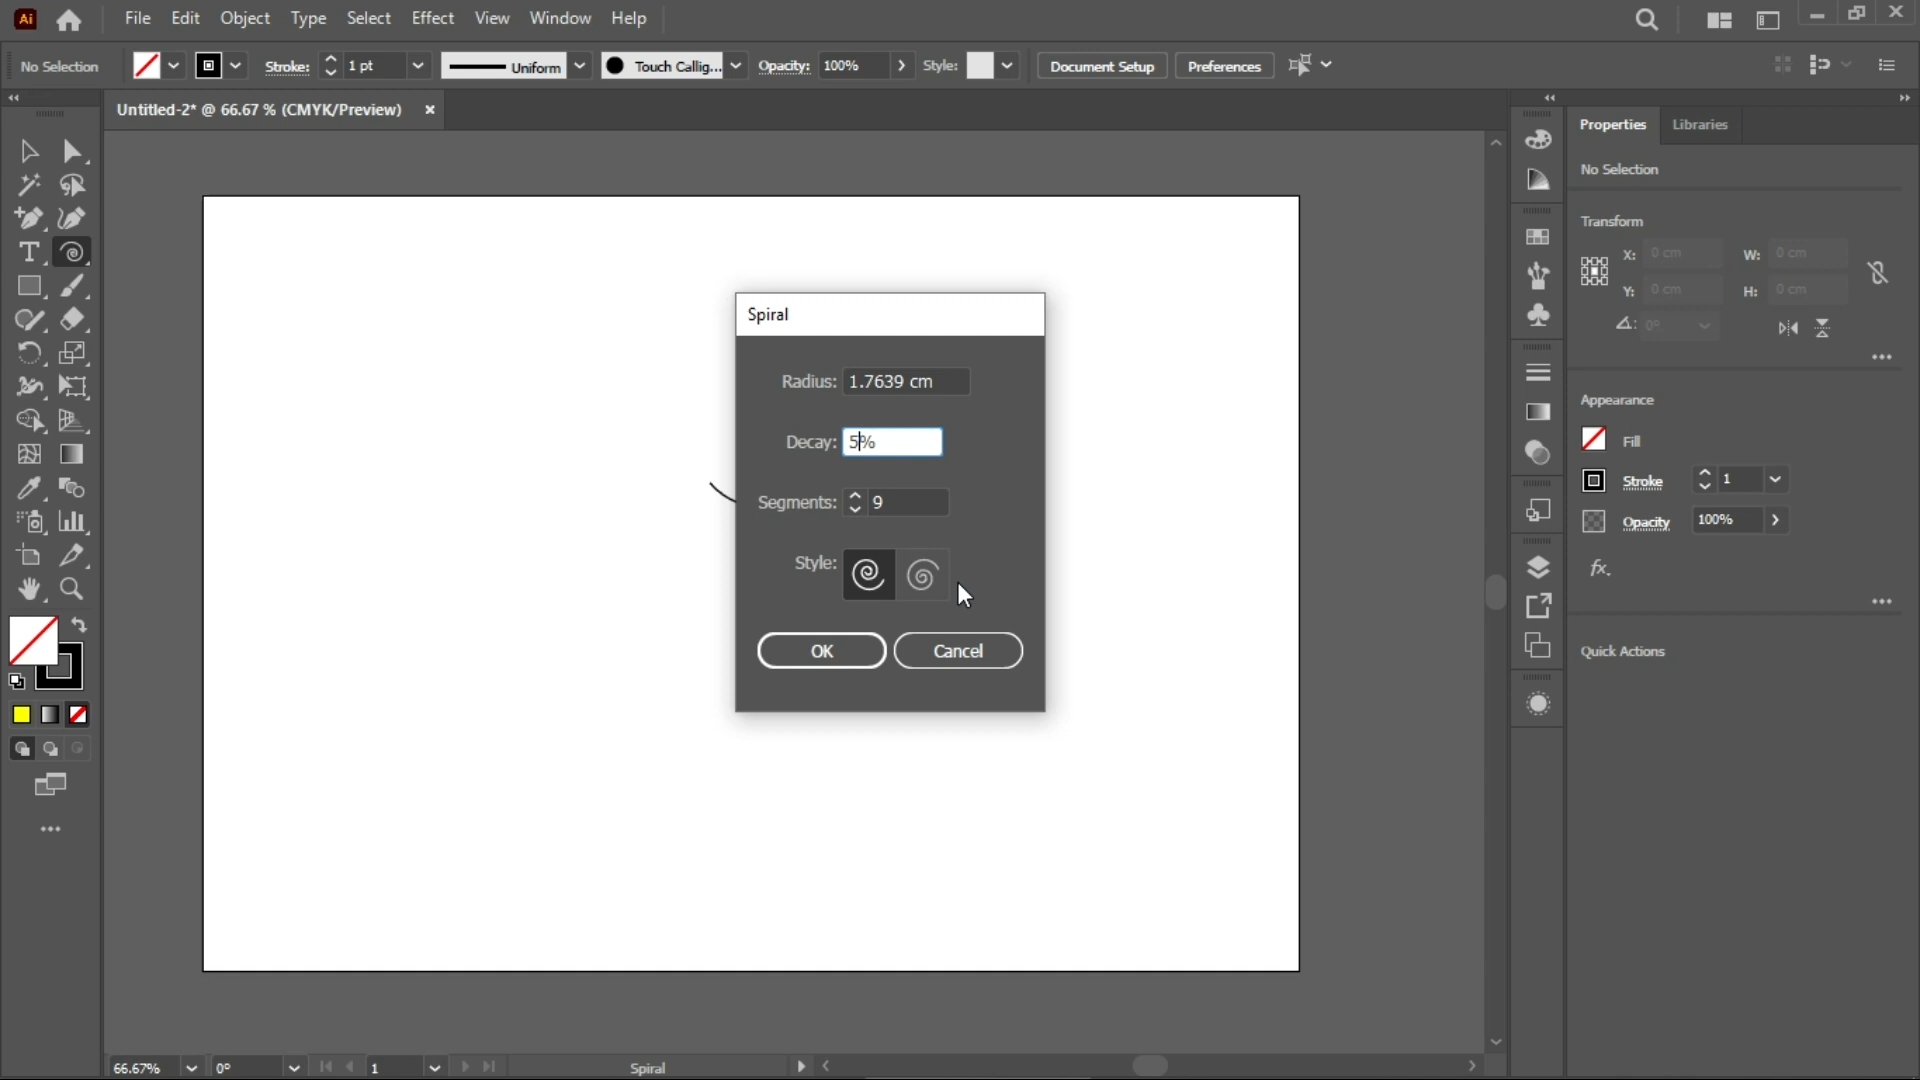 Ai File Edit Object Type Select Effect View Window Help
No Selection Stroke: 1 pt Uniform Touch Callig... Opacity: 100% Style: Document Setup Preferences
Untitled-2* @ 66.67 % (CMYK/Preview) ×
Properties Libraries
No Selection
Transform
X: 0 cm W: 0 cm
Y: 0 cm H: 0 cm
0°
Appearance
Fill
Stroke 1
Opacity 100%
fx.
Quick Actions
Spiral
Radius: 1.7639 cm
Decay: 5%
Segments: 9
Style:
OK Cancel
66.67% 0° 1 Spiral